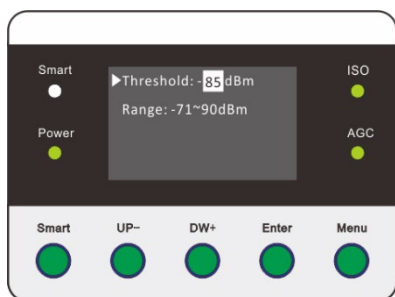 Smart
ISO
Threshold: -85dBm
Range: -71~90dBm
Power
AGC
Smart
UP-
DW+
Enter
Menu